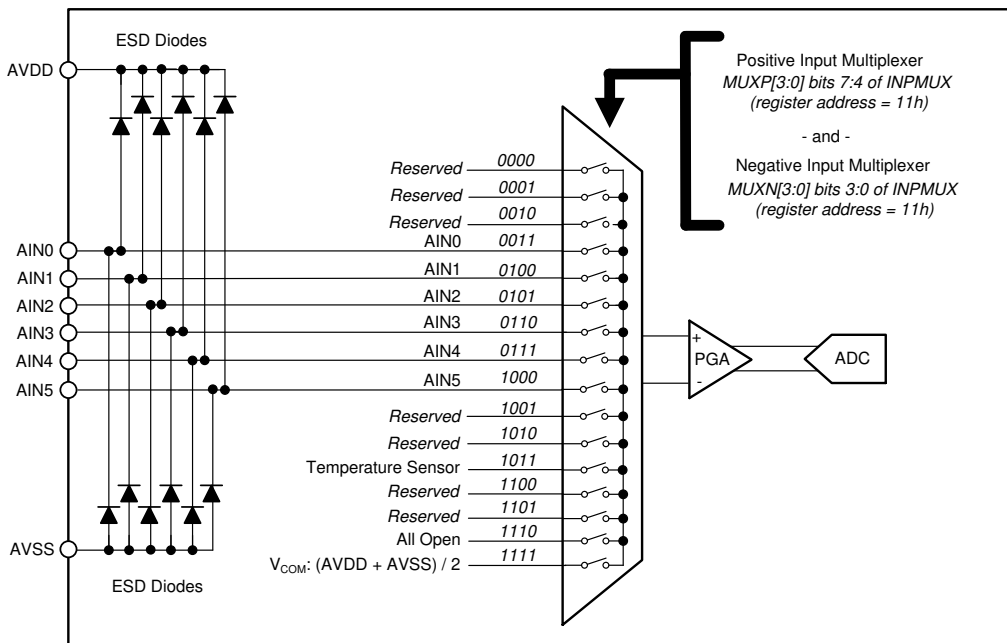 ESD Diodes
AVDD
Positive Input Multiplexer
MUXP[3:0] bits 7:4 of INPMUX
(register address = 11h)
- and -
Negative Input Multiplexer
MUXN[3:0] bits 3:0 of INPMUX
(register address = 11h)
Reserved 0000
Reserved 0001
Reserved 0010
AIN0 AIN0 0011
AIN1 AIN1 0100
AIN2 AIN2 0101
AIN3 AIN3 0110
AIN4 AIN4 0111
AIN5 AIN5 1000
+
PGA
-
ADC
Reserved 1001
Reserved 1010
Temperature Sensor 1011
Reserved 1100
Reserved 1101
All Open 1110
AVSS
VCOM: (AVDD + AVSS) / 2 1111
ESD Diodes